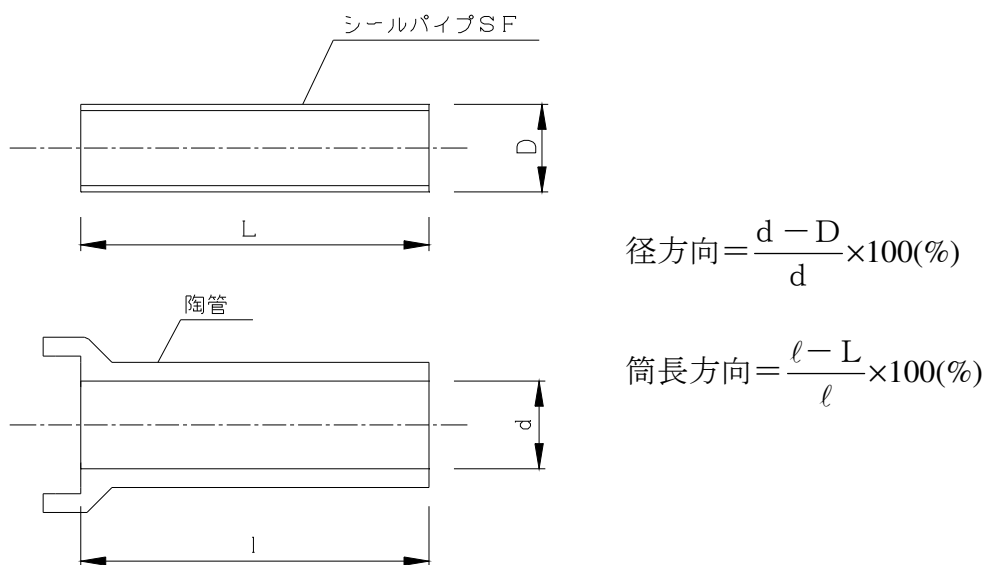 シールパイプＳＦ
D
L
径方向＝(ｄ－Ｄ)/ｄ×100(%)
陶管
筒長方向＝(ℓ－Ｌ)/ℓ×100(%)
d
l